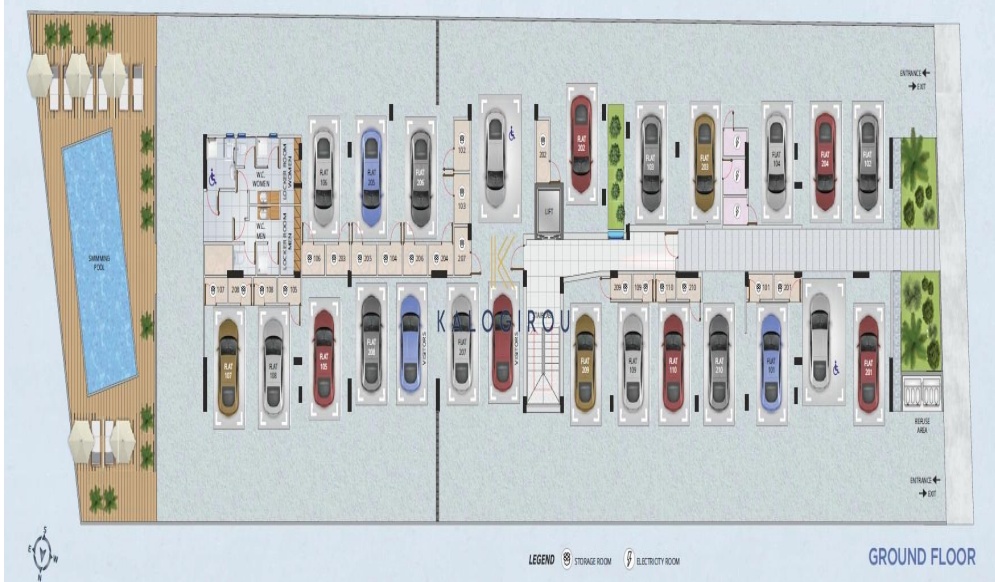 ENTRANCE
EXIT
102
103
202
FLAT 106
FLAT 205
FLAT 206
FLAT 202
FLAT 103
FLAT 203
FLAT 104
FLAT 204
FLAT 102
W.C. WOMEN
LOCKER ROOM WOMEN
W.C. MEN
LOCKER ROOM MEN
LIFT
SWIMMING POOL
106
203
205
104
206
204
207
107
208
108
105
209
109
110
210
101
201
KALOGIROU
FLAT 107
FLAT 108
FLAT 105
FLAT 208
VISITORS
FLAT 207
VISITORS
FLAT 209
FLAT 109
FLAT 110
FLAT 210
FLAT 101
FLAT 201
REFUSE AREA
ENTRANCE
EXIT
S
E
W
N
LEGEND
STORAGE ROOM
ELECTRICITY ROOM
GROUND FLOOR